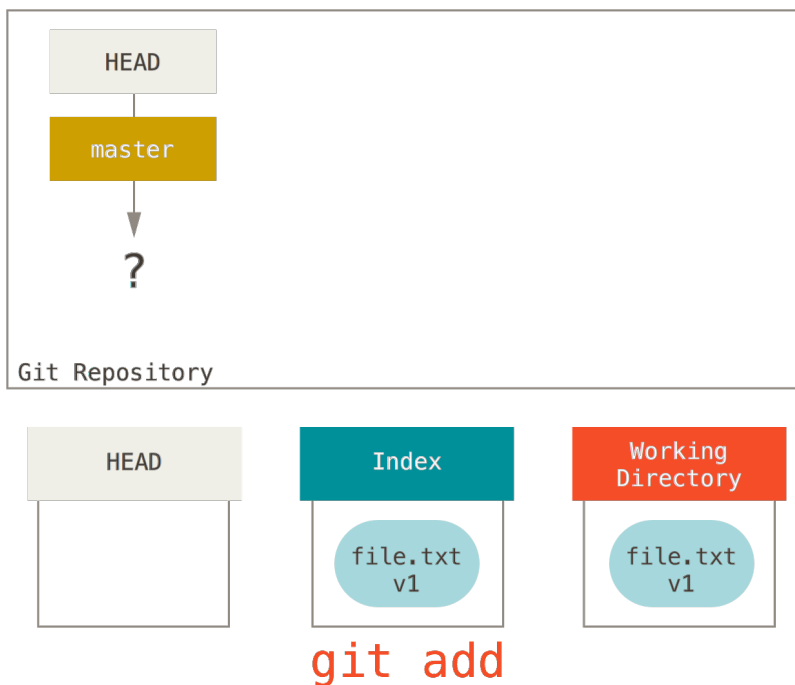 HEAD
master
?
Git Repository
HEAD
Index
Working
Directory
file.txt
v1
file.txt
v1
git add